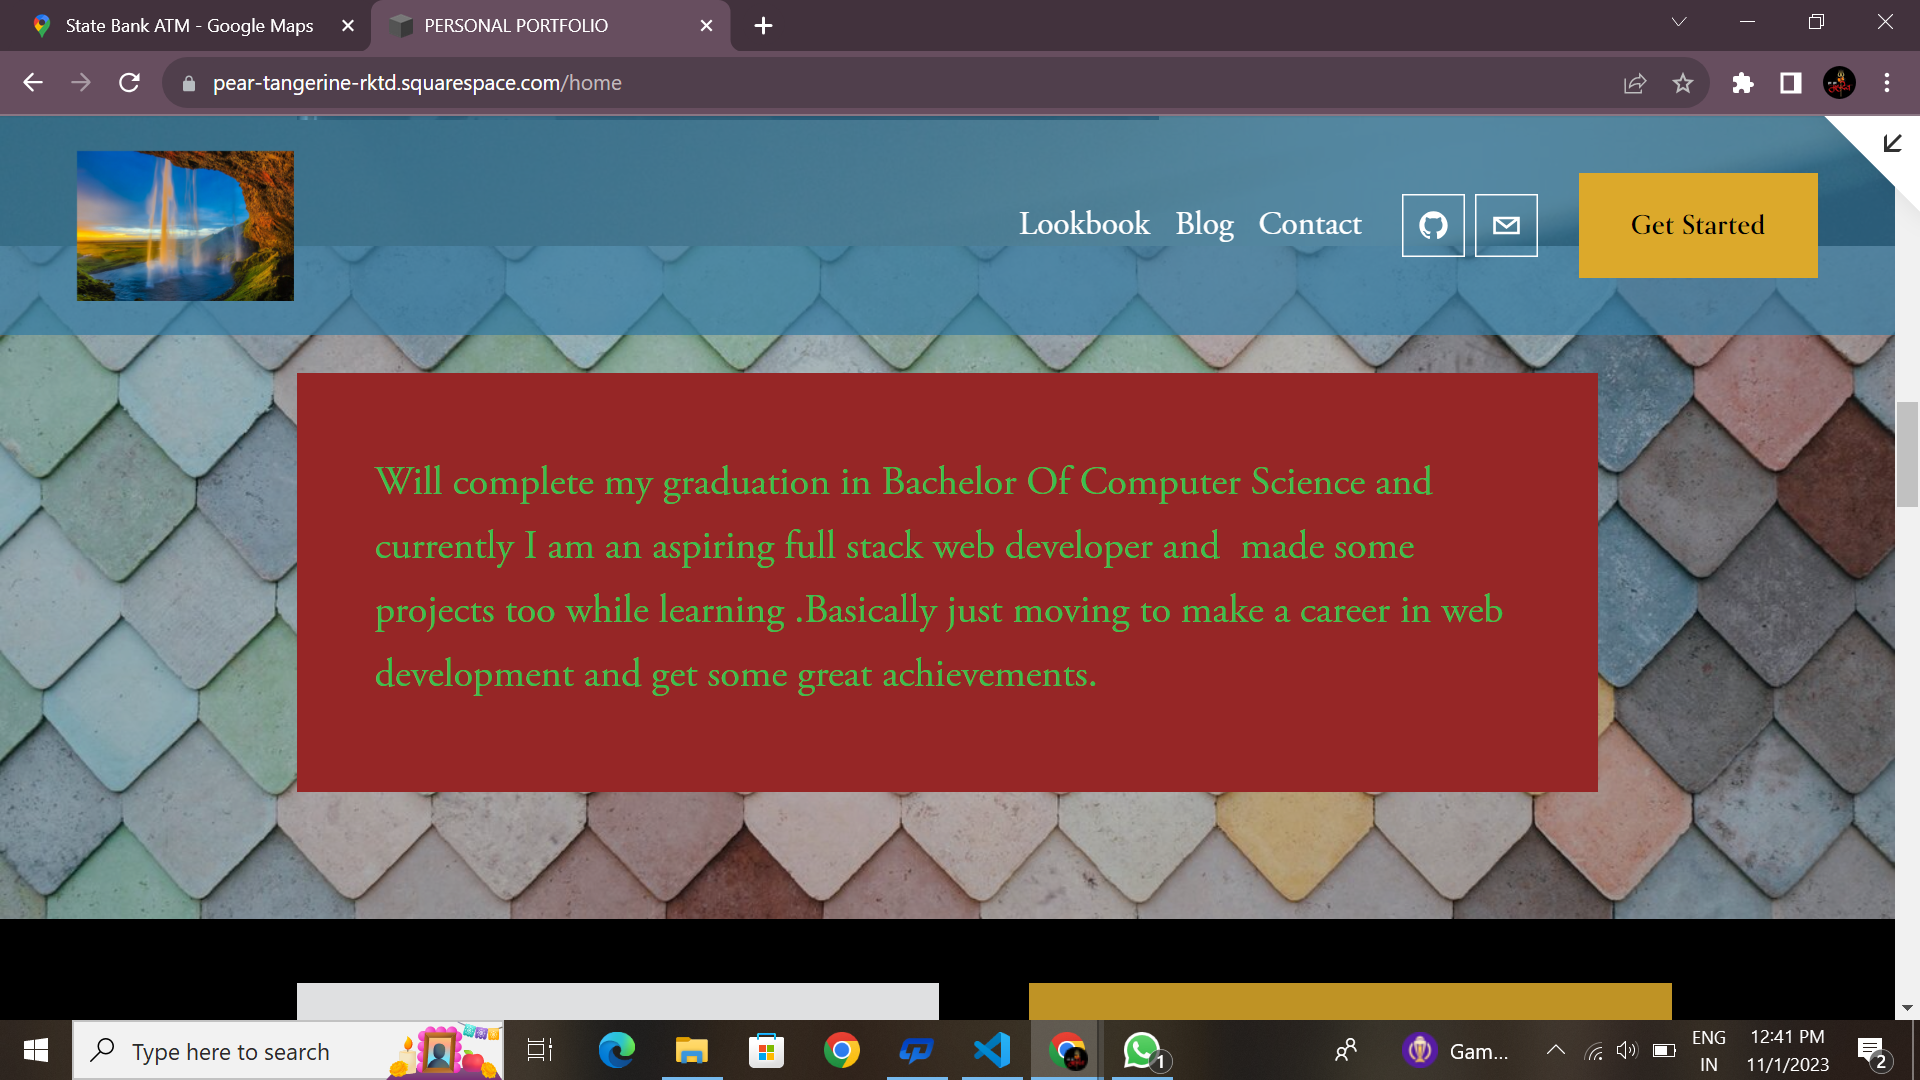 State Bank ATM - Google Maps
PERSONAL PORTFOLIO
pear-tangerine-rktd.squarespace.com/home
Lookbook Blog Contact
Get Started
Will complete my graduation in Bachelor Of Computer Science and
currently I am an aspiring full stack web developer and  made some
projects too while learning .Basically just moving to make a career in web
development and get some great achievements.
Type here to search
1
Gam...
ENG
IN
12:41 PM
11/1/2023
2